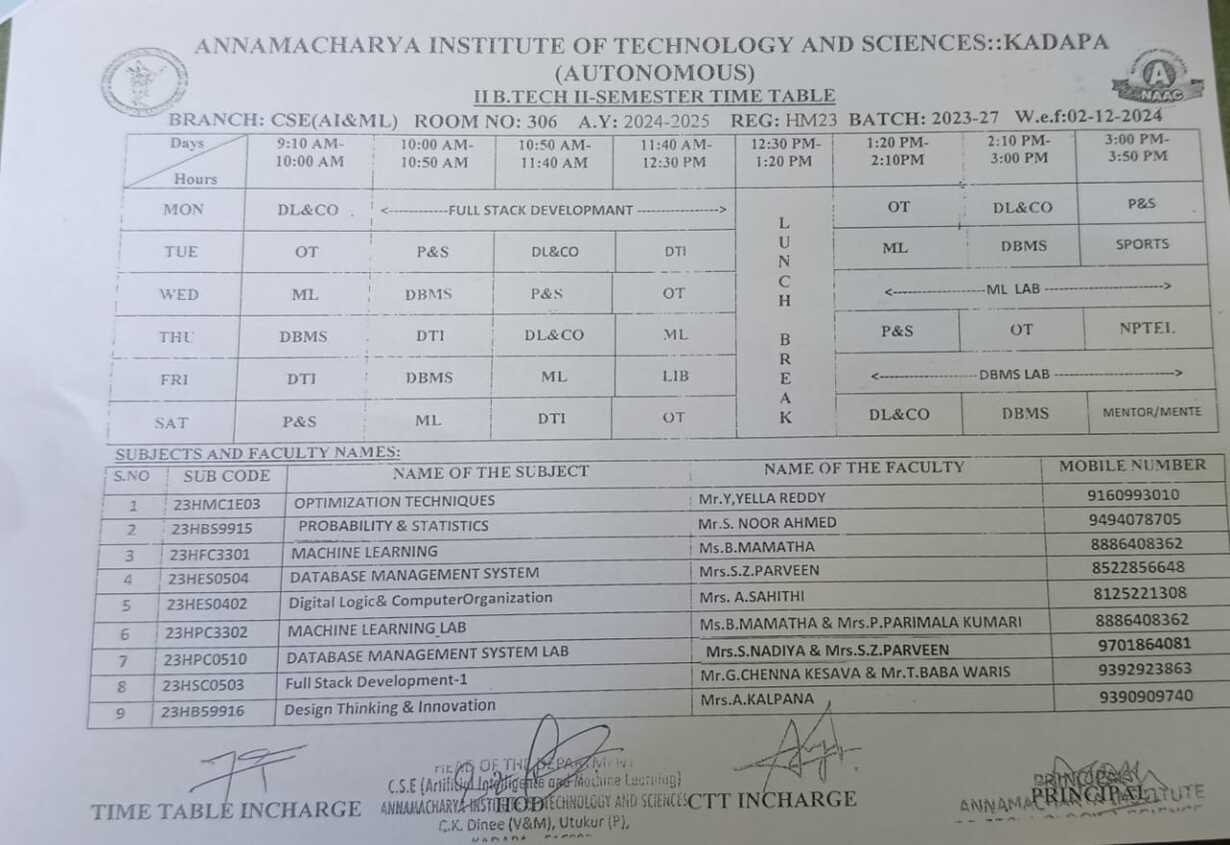 ANNAMACHARYA INSTITUTE OF TECHNOLOGY AND SCIENCES::KADAPA
(AUTONOMOUS)
II B.TECH II-SEMESTER TIME TABLE
A NAAC
BRANCH: CSE(AI&ML) ROOM NO: 306 A.Y: 2024-2025 REG: HM23 BATCH: 2023-27 W.e.f:02-12-2024
Days Hours 9:10 AM-10:00 AM 10:00 AM-10:50 AM 10:50 AM-11:40 AM 11:40 AM-12:30 PM 12:30 PM-1:20 PM 1:20 PM-2:10PM 2:10 PM-3:00 PM 3:00 PM-3:50 PM
MON DL&CO <------------FULL STACK DEVELOPMANT -----------------> OT DL&CO P&S
TUE OT P&S DL&CO DTI ML DBMS SPORTS
WED ML DBMS P&S OT <-------------------ML LAB ------------------------>
THU DBMS DTI DL&CO ML P&S OT NPTEL
FRI DTI DBMS ML LIB <--------------------DBMS LAB ------------------------->
SAT P&S ML DTI OT DL&CO DBMS MENTOR/MENTE
LUNCH BREAK
SUBJECTS AND FACULTY NAMES:
S.NO SUB CODE NAME OF THE SUBJECT NAME OF THE FACULTY MOBILE NUMBER
1 23HMC1E03 OPTIMIZATION TECHNIQUES Mr.Y,YELLA REDDY 9160993010
2 23HBS9915 PROBABILITY & STATISTICS Mr.S. NOOR AHMED 9494078705
3 23HFC3301 MACHINE LEARNING Ms.B.MAMATHA 8886408362
4 23HES0504 DATABASE MANAGEMENT SYSTEM Mrs.S.Z.PARVEEN 8522856648
5 23HES0402 Digital Logic& ComputerOrganization Mrs. A.SAHITHI 8125221308
6 23HPC3302 MACHINE LEARNING LAB Ms.B.MAMATHA & Mrs.P.PARIMALA KUMARI 8886408362
7 23HPC0510 DATABASE MANAGEMENT SYSTEM LAB Mrs.S.NADIYA & Mrs.S.Z.PARVEEN 9701864081
8 23HSC0503 Full Stack Development-1 Mr.G.CHENNA KESAVA & Mr.T.BABA WARIS 9392923863
9 23HBS9916 Design Thinking & Innovation Mrs.A.KALPANA 9390909740
HEAD OF THE DEPARTMENT
C.S.E (Artificial Intelligence and Machine Learning)
ANNAMACHARYA INSTITUTE OF TECHNOLOGY AND SCIENCES
C.K. Dinee (V&M), Utukur (P),
TIME TABLE INCHARGE HOD CTT INCHARGE PRINCIPAL
PRINCIPAL
ANNAMACHARYA INSTITUTE